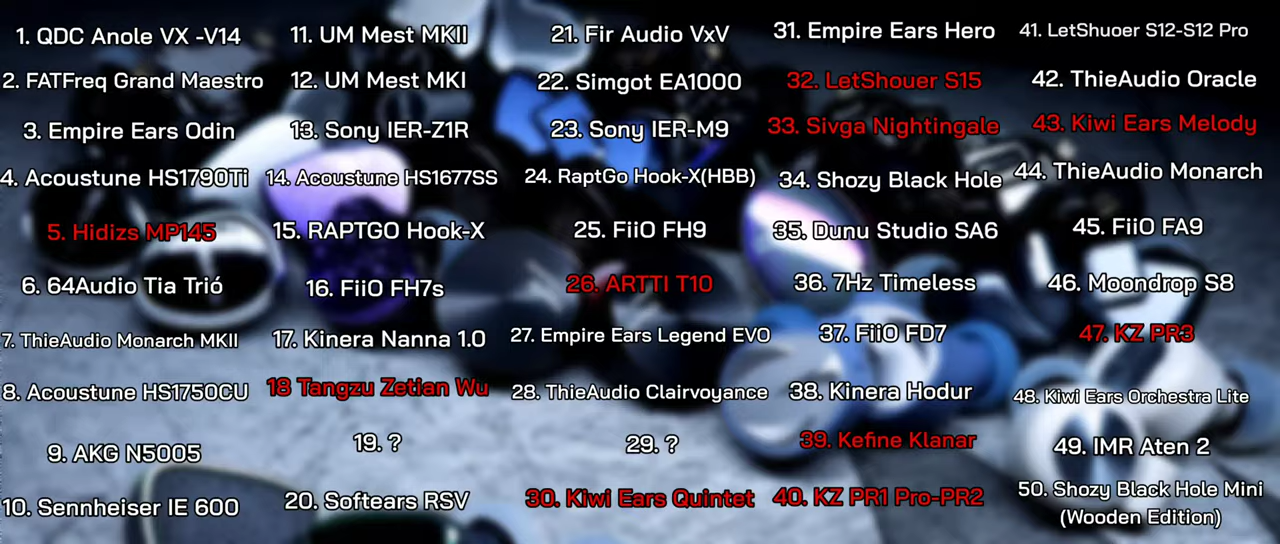 1. QDC Anole VX -V14
2. FATFreq Grand Maestro
3. Empire Ears Odin
4. Acoustune HS1790Ti
5. Hidizs MP145
6. 64Audio Tia Trió
7. ThieAudio Monarch MKII
8. Acoustune HS1750CU
9. AKG N5005
10. Sennheiser IE 600
11. UM Mest MKII
12. UM Mest MKI
13. Sony IER-Z1R
14. Acoustune HS1677SS
15. RAPTGO Hook-X
16. FiiO FH7s
17. Kinera Nanna 1.0
18 Tangzu Zetian Wu
19. ?
20. Softears RSV
21. Fir Audio VxV
22. Simgot EA1000
23. Sony IER-M9
24. RaptGo Hook-X(HBB)
25. FiiO FH9
26. ARTTI T10
27. Empire Ears Legend EVO
28. ThieAudio Clairvoyance
29. ?
30. Kiwi Ears Quintet
31. Empire Ears Hero
32. LetShouer S15
33. Sivga Nightingale
34. Shozy Black Hole
35. Dunu Studio SA6
36. 7Hz Timeless
37. FiiO FD7
38. Kinera Hodur
39. Kefine Klanar
40. KZ PR1 Pro-PR2
41. LetShuoer S12-S12 Pro
42. ThieAudio Oracle
43. Kiwi Ears Melody
44. ThieAudio Monarch
45. FiiO FA9
46. Moondrop S8
47. KZ PR3
48. Kiwi Ears Orchestra Lite
49. IMR Aten 2
50. Shozy Black Hole Mini
(Wooden Edition)